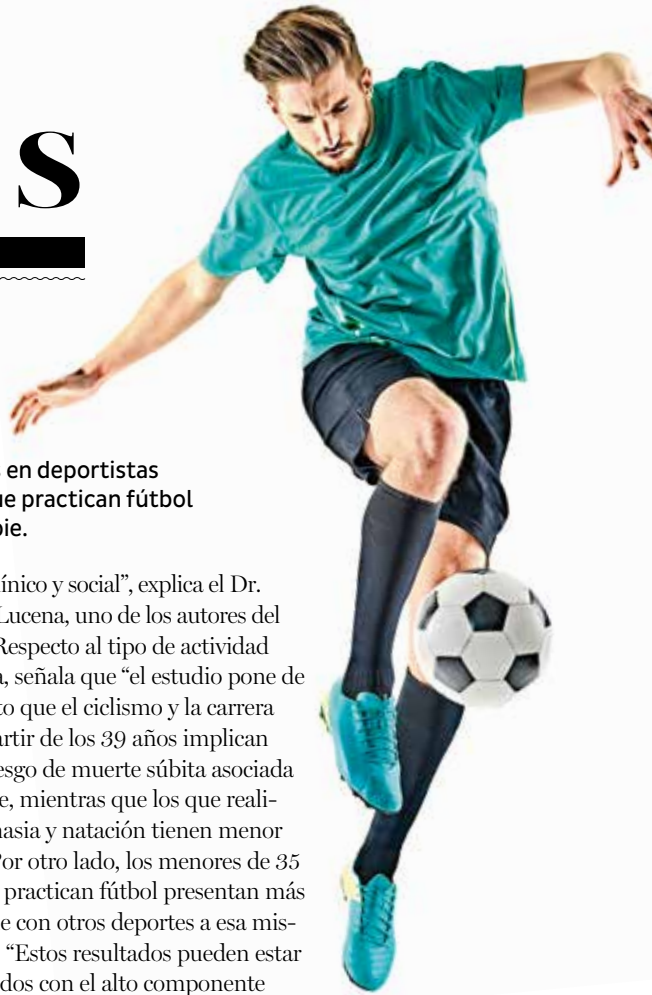 S
en deportistas
ue practican fútbol
pie.
línico y social”, explica el Dr.
Lucena, uno de los autores del
Respecto al tipo de actividad
a, señala que “el estudio pone de
to que el ciclismo y la carrera
artir de los 39 años implican
esgo de muerte súbita asociada
e, mientras que los que reali-
nasia y natación tienen menor
Por otro lado, los menores de 35
practican fútbol presentan más
e con otros deportes a esa mis-
“Estos resultados pueden estar
dos con el alto componente